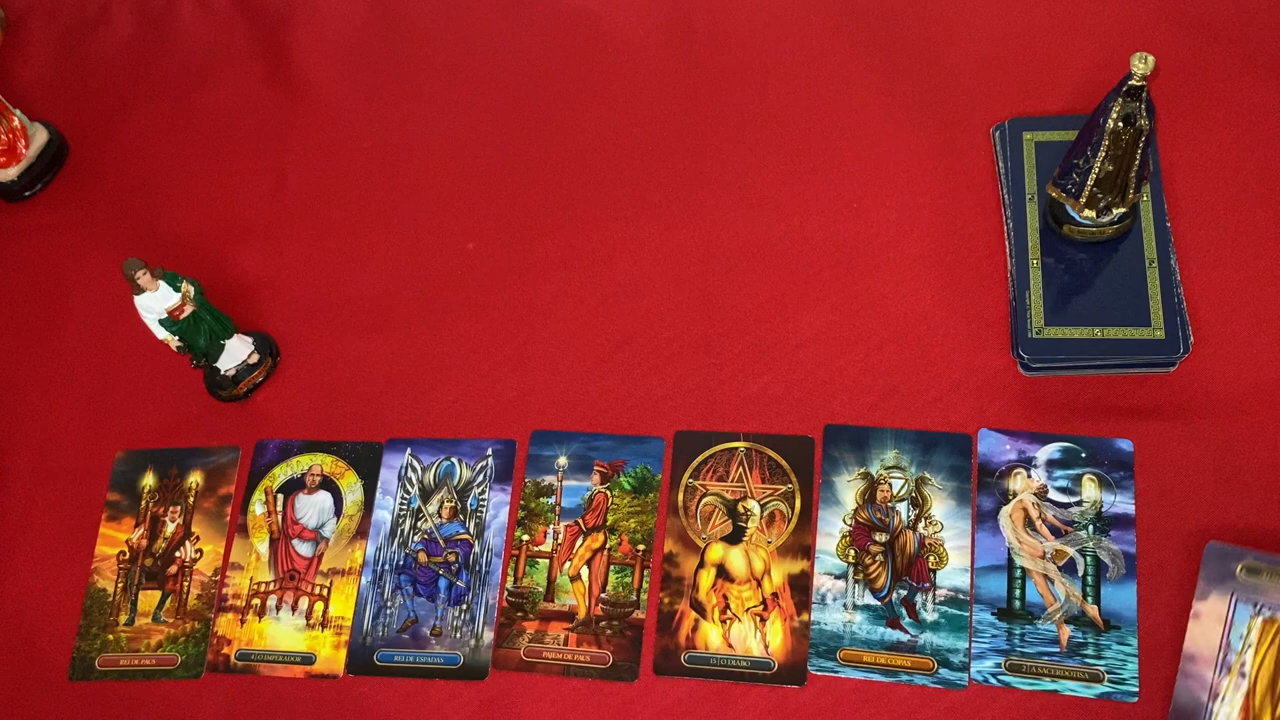 REI DE PAUS
4 | O IMPERADOR
REI DE ESPADAS
PAJEM DE PAUS
15 | O DIABO
REI DE COPAS
2 | A SACERDOTISA